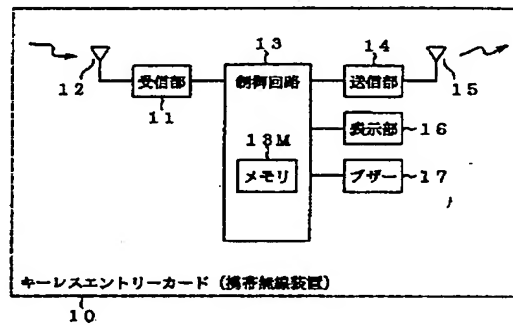 13
14
12
受信部
制御回路
送信部
15
11
13M
メモリ
表示部
16
ブザー
17
キーレスエントリーカード（携帯無線装置）
10